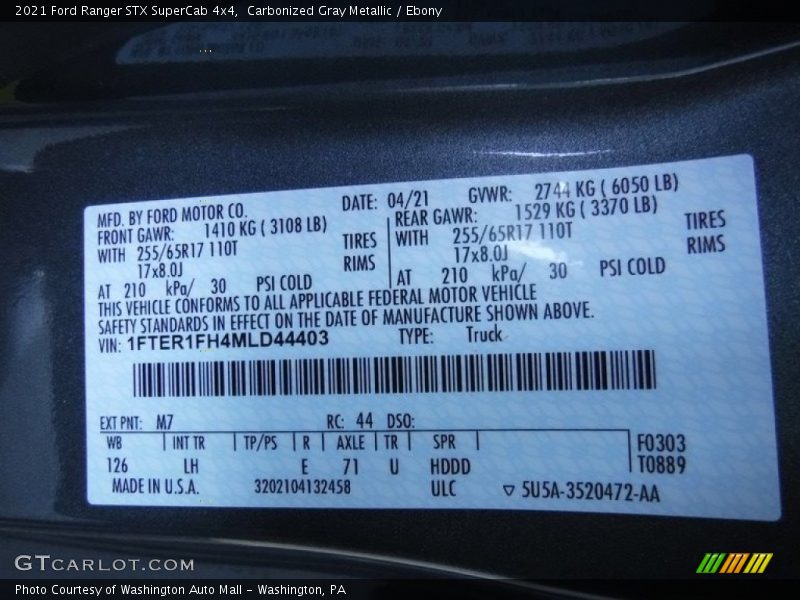 2021 Ford Ranger STX SuperCab 4x4,  Carbonized Gray Metallic / Ebony
MFD. BY FORD MOTOR CO. DATE: 04/21 GVWR: 2744 KG ( 6050 LB)
FRONT GAWR: 1410 KG ( 3108 LB) REAR GAWR: 1529 KG ( 3370 LB)
WITH 255/65R17 110T TIRES WITH 255/65R17 110T TIRES
17x8.0J RIMS 17x8.0J RIMS
AT 210 kPa/ 30 PSI COLD AT 210 kPa/ 30 PSI COLD
THIS VEHICLE CONFORMS TO ALL APPLICABLE FEDERAL MOTOR VEHICLE
SAFETY STANDARDS IN EFFECT ON THE DATE OF MANUFACTURE SHOWN ABOVE.
VIN: 1FTER1FH4MLD44403 TYPE: Truck
EXT PNT: M7 RC: 44 DSO:
WB INT TR TP/PS R AXLE TR SPR F0303
126 LH E 71 U HDDD T0889
MADE IN U.S.A. 3202104132458 ULC ▽ 5U5A-3520472-AA
GTCARLOT.COM
Photo Courtesy of Washington Auto Mall - Washington, PA